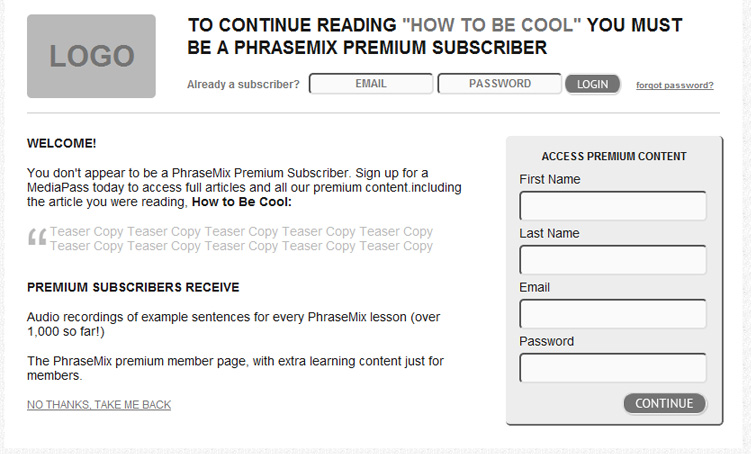 LOGO
TO CONTINUE READING "HOW TO BE COOL" YOU MUST
BE A PHRASEMIX PREMIUM SUBSCRIBER
Already a subscriber? EMAIL PASSWORD LOGIN forgot password?
WELCOME!
You don't appear to be a PhraseMix Premium Subscriber. Sign up for a
MediaPass today to access full articles and all our premium content.including
the article you were reading, How to Be Cool:
“ Teaser Copy Teaser Copy Teaser Copy Teaser Copy Teaser Copy
Teaser Copy Teaser Copy Teaser Copy Teaser Copy Teaser Copy
PREMIUM SUBSCRIBERS RECEIVE
Audio recordings of example sentences for every PhraseMix lesson (over
1,000 so far!)
The PhraseMix premium member page, with extra learning content just for
members.
NO THANKS, TAKE ME BACK
ACCESS PREMIUM CONTENT
First Name
Last Name
Email
Password
CONTINUE